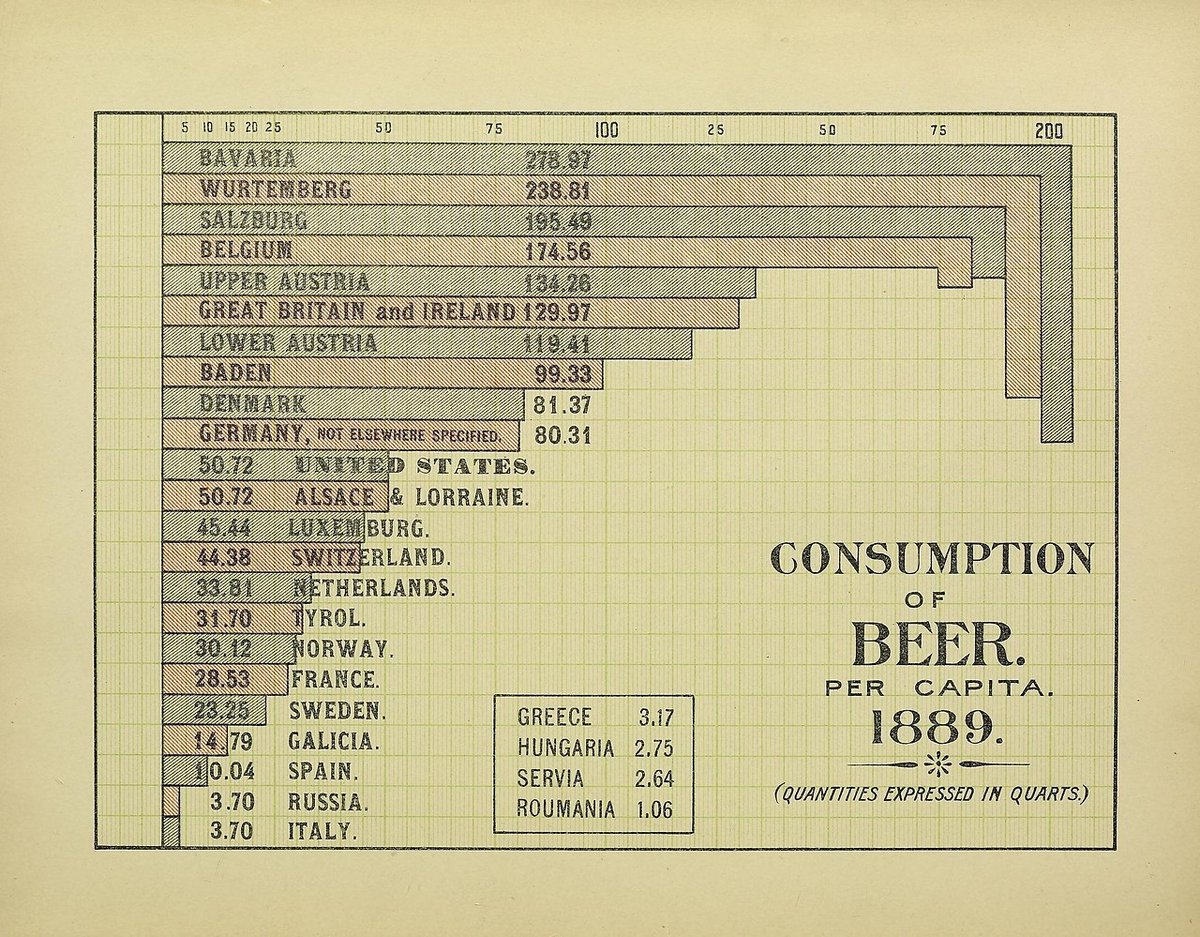 5 10 15 20 25 50 75 100 25 50 75 200
BAVARIA 278.97
WURTEMBERG 238.81
SALZBURG 195.49
BELGIUM 174.56
UPPER AUSTRIA 134.26
GREAT BRITAIN and IRELAND 129.97
LOWER AUSTRIA 119.41
BADEN 99.33
DENMARK 81.37
GERMANY, NOT ELSEWHERE SPECIFIED. 80.31
50.72 UNITED STATES.
50.72 ALSACE & LORRAINE.
45.44 LUXEMBURG.
44.38 SWITZERLAND.
33.81 NETHERLANDS.
31.70 TYROL.
30.12 NORWAY.
28.53 FRANCE.
23.25 SWEDEN.
14.79 GALICIA.
10.04 SPAIN.
3.70 RUSSIA.
3.70 ITALY.
GREECE 3.17
HUNGARIA 2.75
SERVIA 2.64
ROUMANIA 1.06
CONSUMPTION
OF
BEER.
PER CAPITA.
1889.
(QUANTITIES EXPRESSED IN QUARTS.)